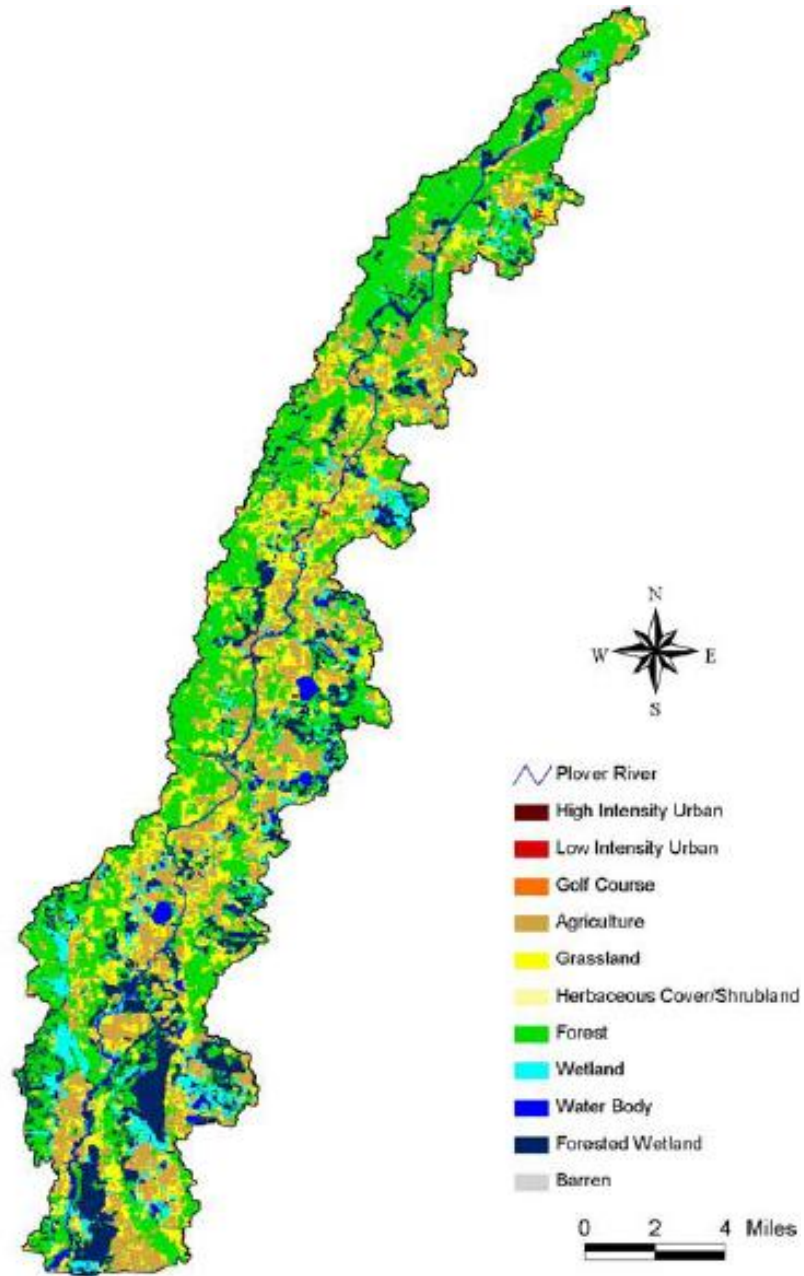 N
W E
S
Plover River
High Intensity Urban
Low Intensity Urban
Golf Course
Agriculture
Grassland
Herbaceous Cover/Shrubland
Forest
Wetland
Water Body
Forested Wetland
Barren
0 2 4 Miles